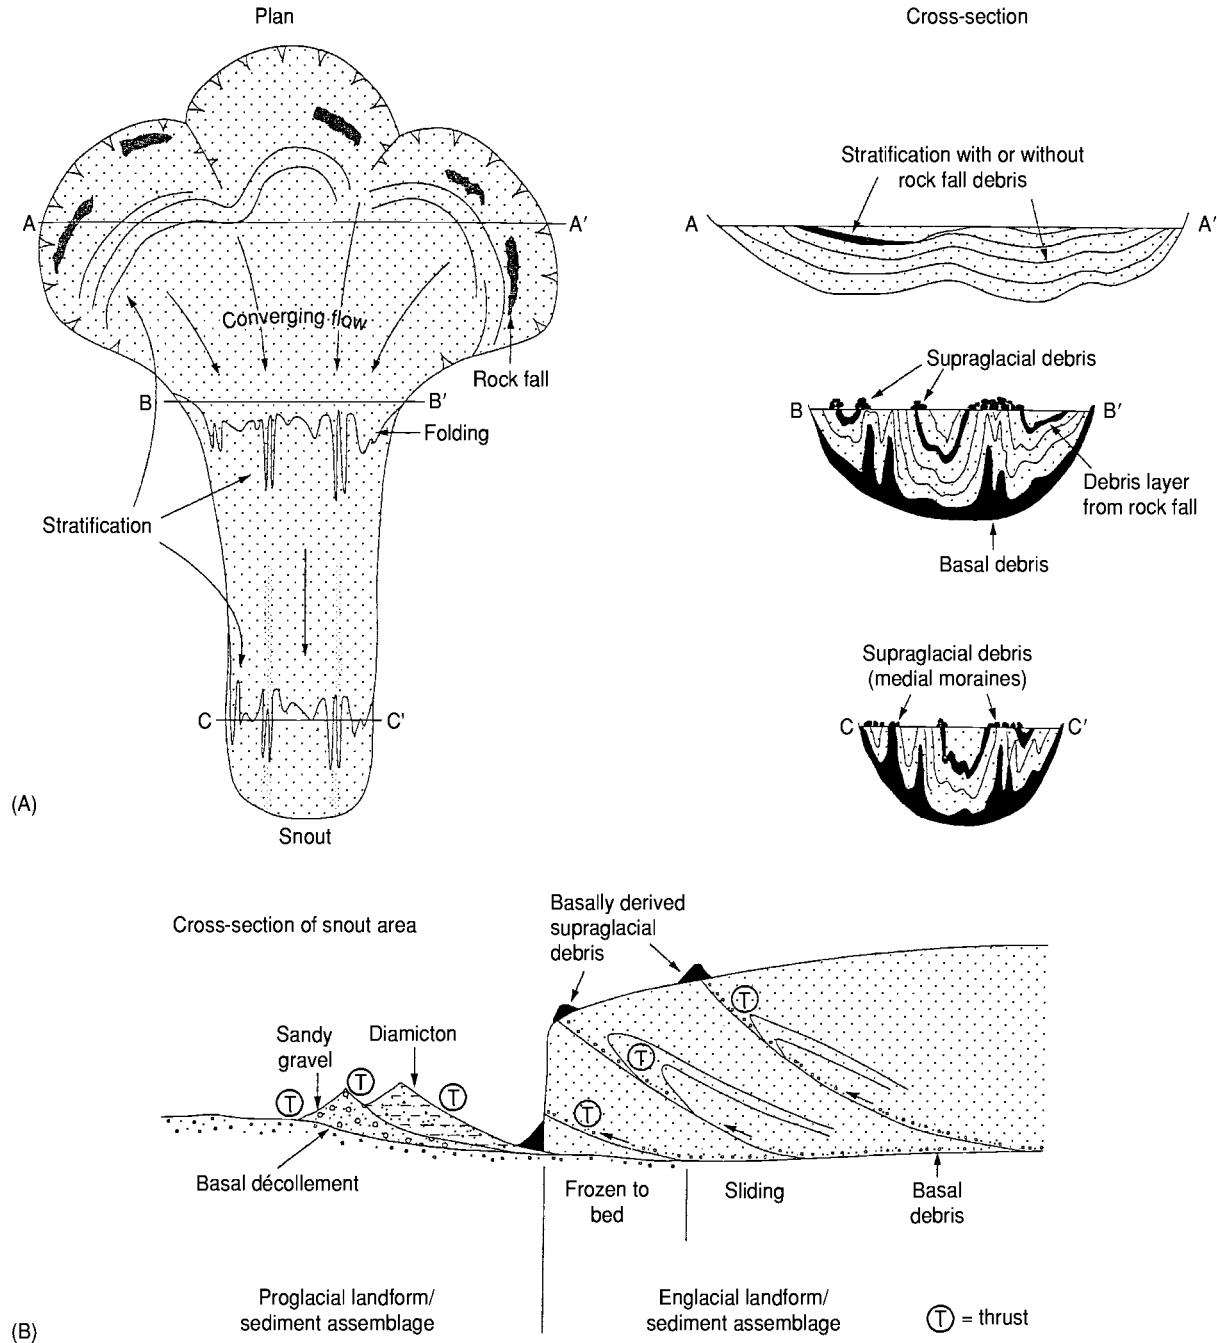 Plan
Cross-section
Stratification with or without
rock fall debris
A
A'
A
A'
Converging flow
Rock fall
B
B'
Folding
Stratification
Supraglacial debris
B
B'
Debris layer
from rock fall
Basal debris
Supraglacial debris
(medial moraines)
C
C'
C
C'
(A)
Snout
Cross-section of snout area
Basally derived
supraglacial
debris
Sandy
gravel
Diamicton
T
T
T
T
T
T
Basal décollement
Frozen to
bed
Sliding
Basal
debris
Proglacial landform/
sediment assemblage
Englacial landform/
sediment assemblage
T = thrust
(B)